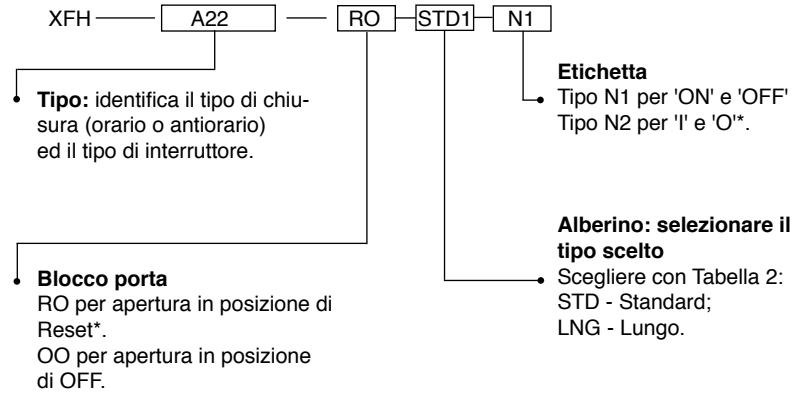 XFH A22 RO STD1 N1
Tipo: identifica il tipo di chiu-
sura (orario o antiorario)
ed il tipo di interruttore.
Etichetta
Tipo N1 per 'ON' e 'OFF'
Tipo N2 per 'I' e 'O'*.
Blocco porta
RO per apertura in posizione di
Reset*.
OO per apertura in posizione
di OFF.
Alberino: selezionare il
tipo scelto
Scegliere con Tabella 2:
STD - Standard;
LNG - Lungo.